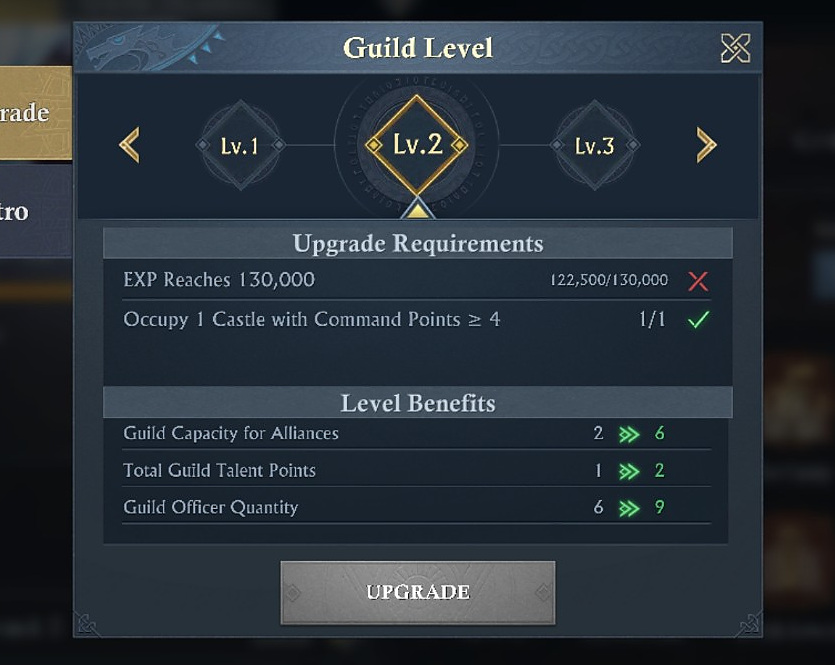 Guild Level
rade
Lv.1
Lv.2
Lv.3
tro
Upgrade Requirements
EXP Reaches 130,000 122,500/130,000
Occupy 1 Castle with Command Points ≥ 4 1/1
Level Benefits
Guild Capacity for Alliances 2 6
Total Guild Talent Points 1 2
Guild Officer Quantity 6 9
UPGRADE